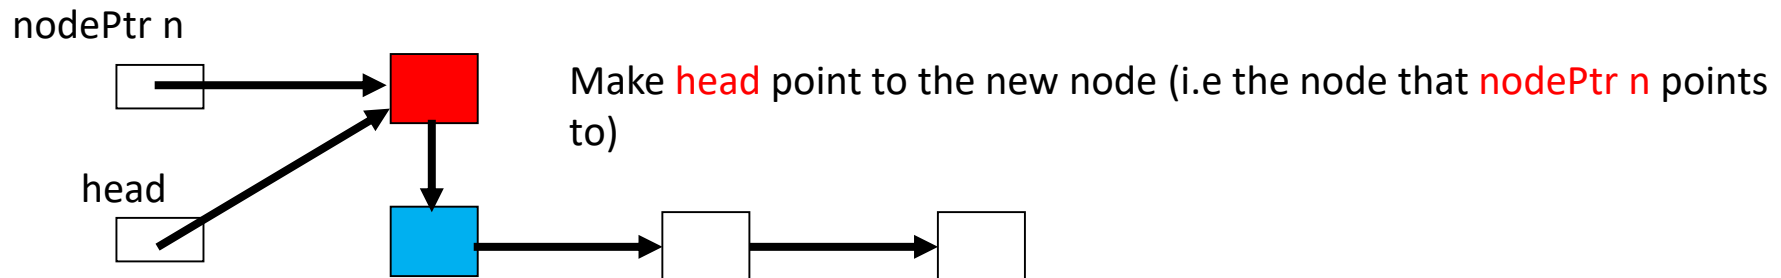 nodePtr n
Make head point to the new node (i.e the node that nodePtr n points
to)
head